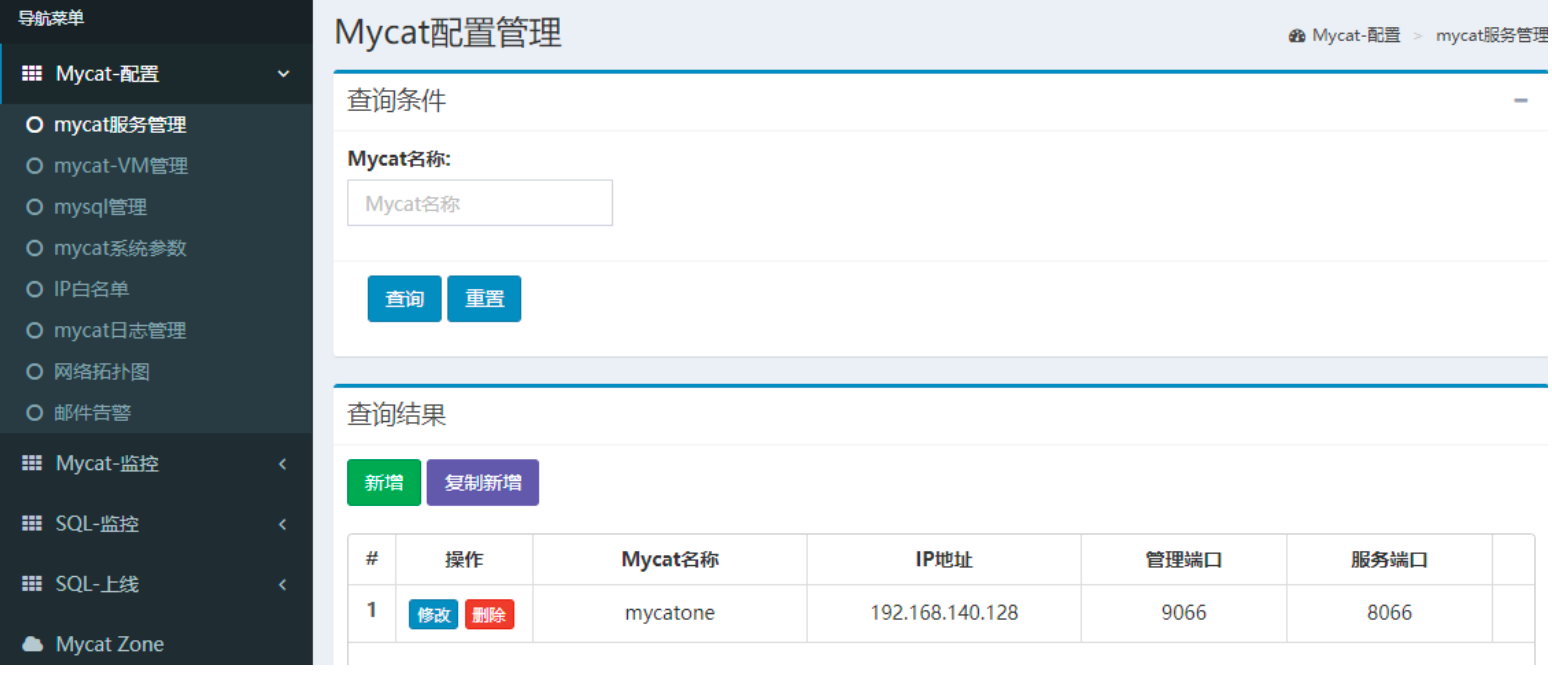 导航菜单
Mycat-配置
mycat服务管理
mycat-VM管理
mysql管理
mycat系统参数
IP白名单
mycat日志管理
网络拓扑图
邮件告警
Mycat-监控
SQL-监控
SQL-上线
Mycat Zone
Mycat配置管理
Mycat-配置 > mycat服务管理
查询条件
Mycat名称:
Mycat名称
查询 重置
查询结果
新增 复制新增
# 操作 Mycat名称 IP地址 管理端口 服务端口
1 修改 删除 mycatone 192.168.140.128 9066 8066